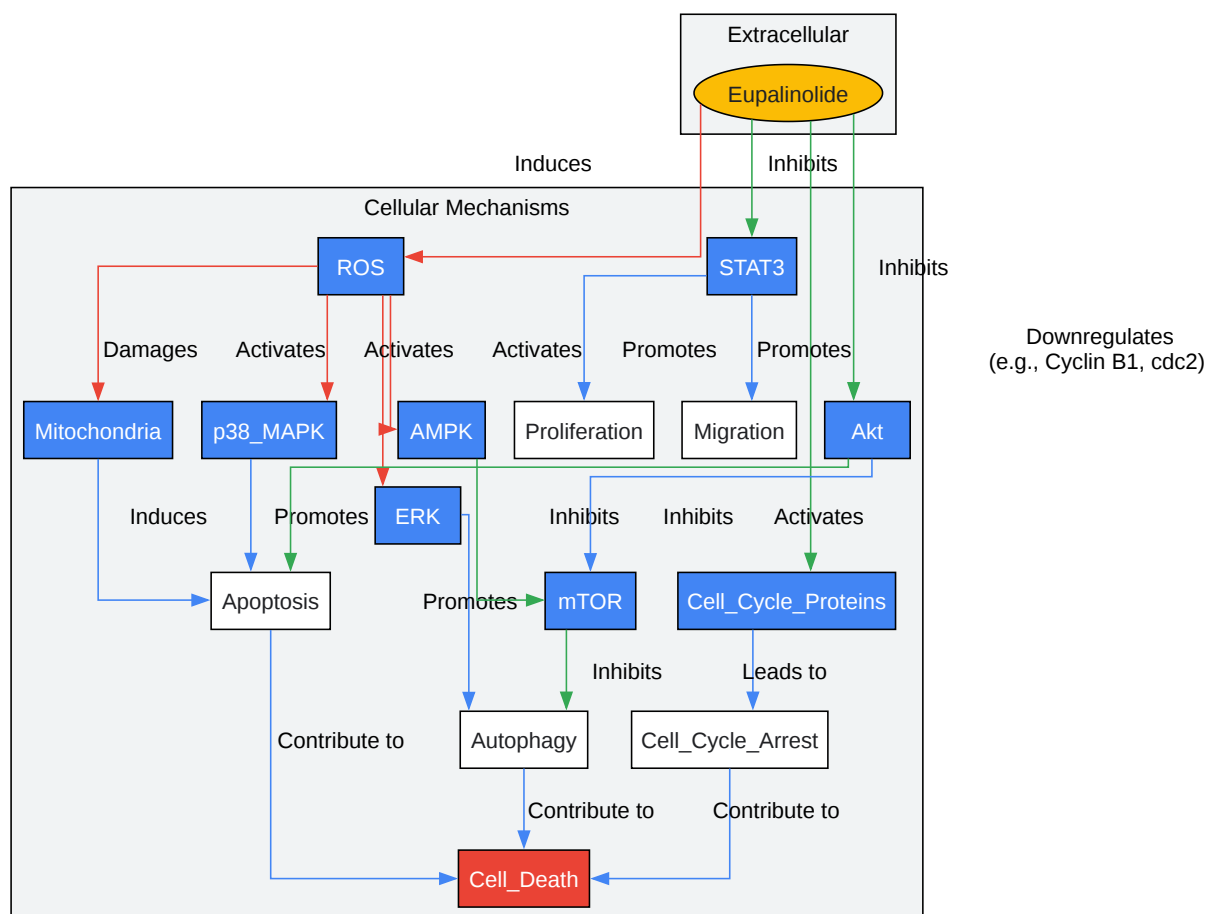 Extracellular
Eupalinolide
Induces
Inhibits
Cellular Mechanisms
ROS
STAT3
Inhibits
Damages
Activates
Activates
Activates
Promotes
Promotes
Downregulates
(e.g., Cyclin B1, cdc2)
Mitochondria
p38_MAPK
AMPK
Proliferation
Migration
Akt
Induces
Promotes
ERK
Inhibits
Inhibits
Activates
Apoptosis
Promotes
mTOR
Cell_Cycle_Proteins
Inhibits
Leads to
Contribute to
Autophagy
Cell_Cycle_Arrest
Contribute to
Contribute to
Cell_Death